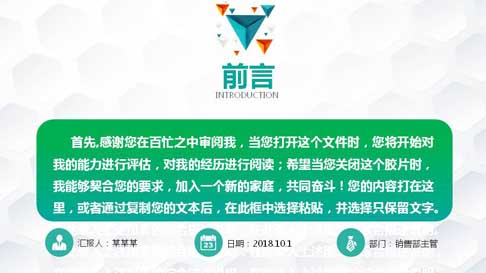 前言
INTRODUCTION
首先,感谢您在百忙之中审阅我，当您打开这个文件时，您将开始对
我的能力进行评估，对我的经历进行阅读；希望当您关闭这个胶片时，
我能够契合您的要求，加入一个新的家庭，共同奋斗！您的内容打在这
里，或者通过复制您的文本后，在此框中选择粘贴，并选择只保留文字。
汇报人：某某某
日期：2018.10.1
部门：销售部主管